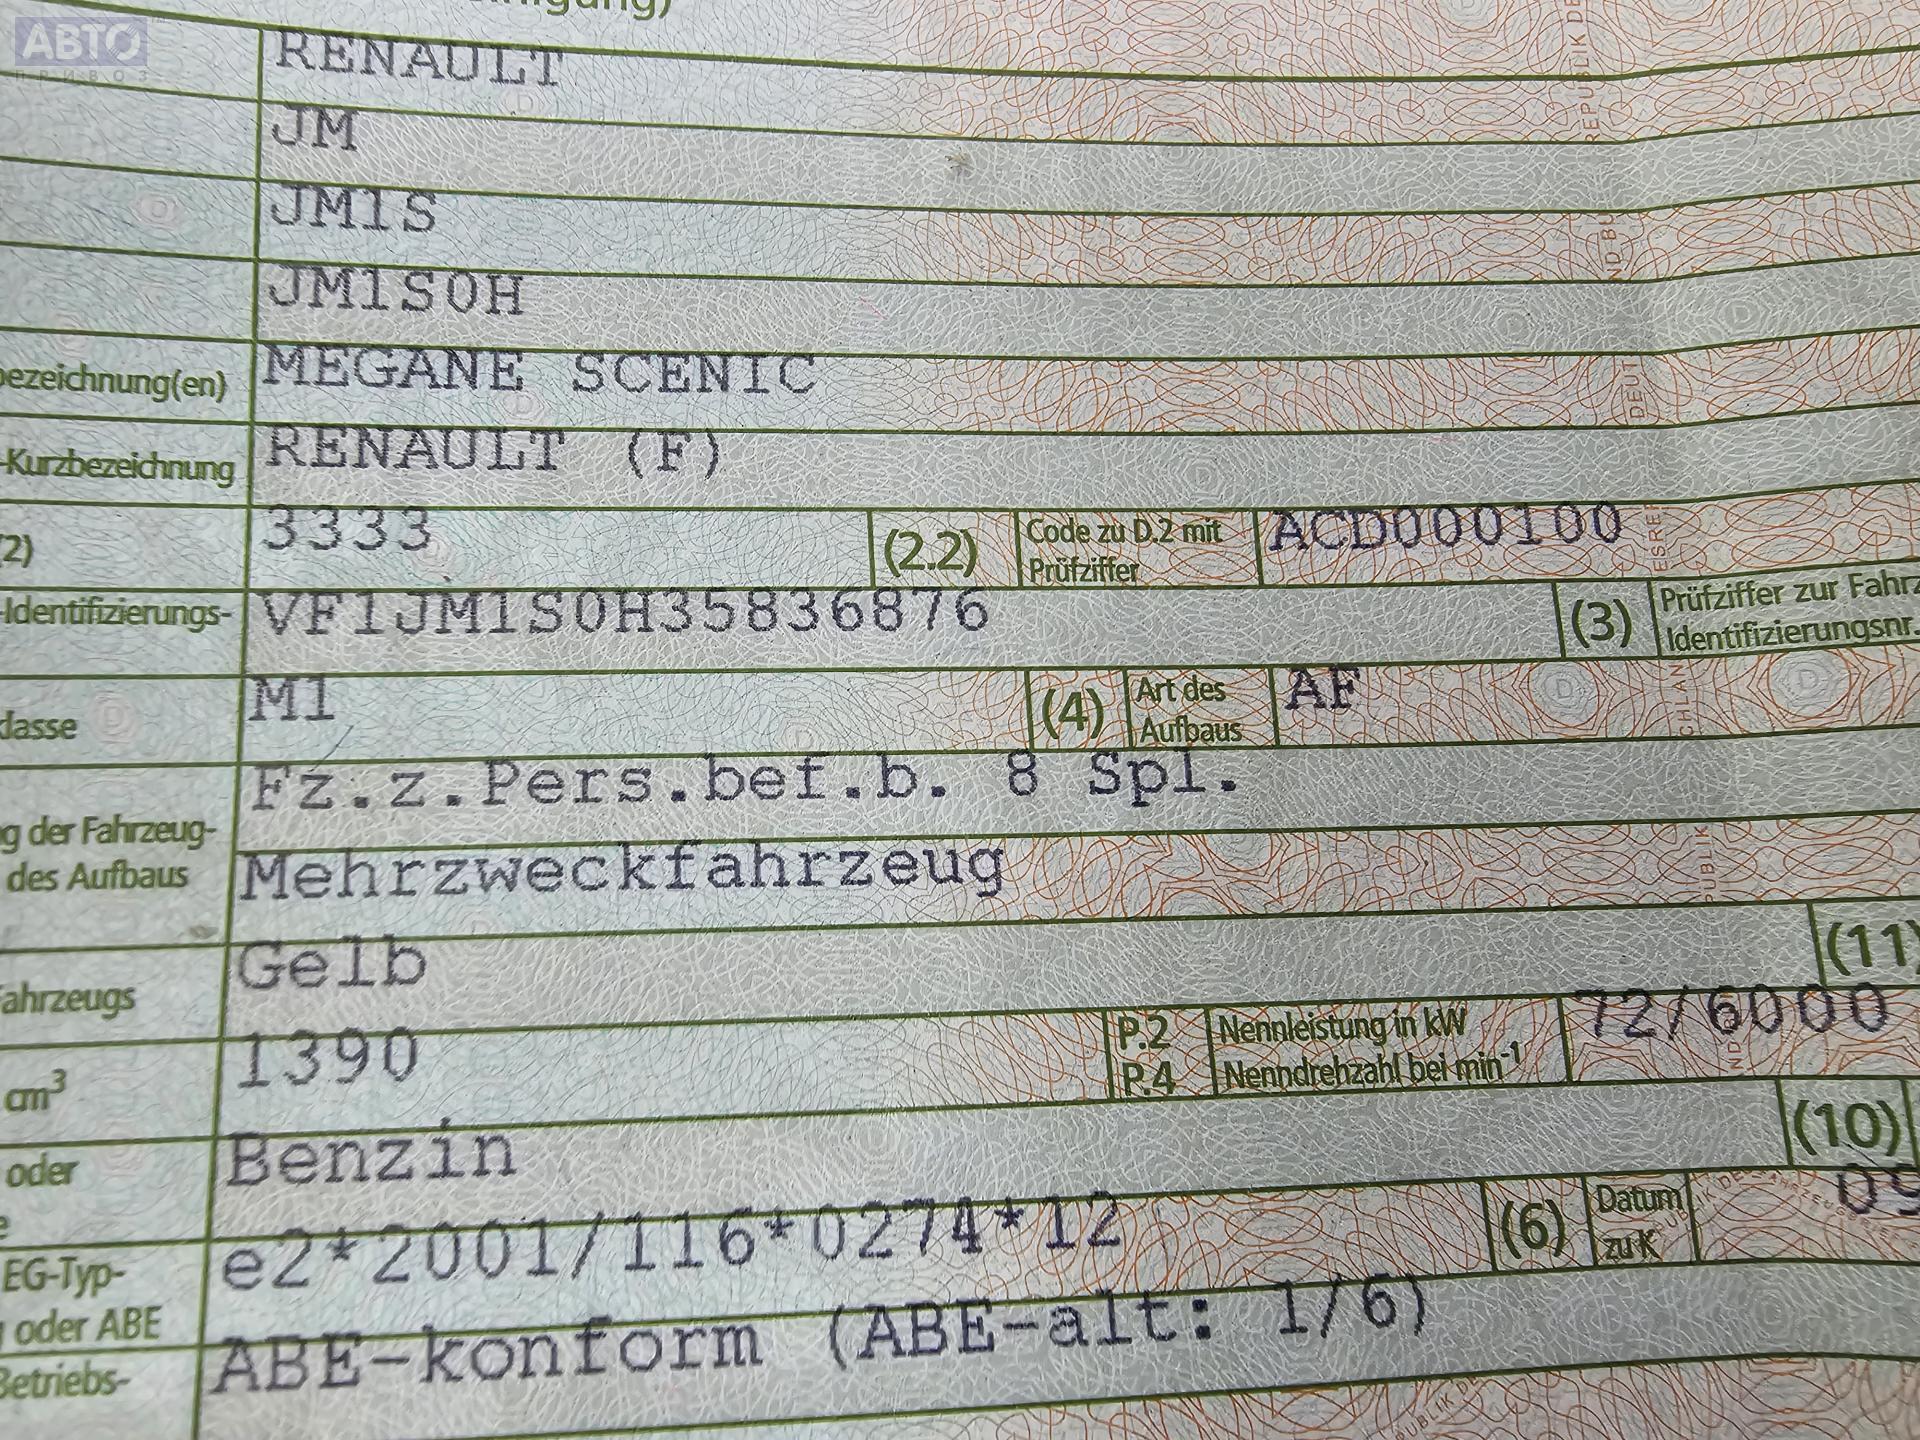 АВТО
ПРИВОЗ
RENAULT
JM
JM1S
JM1S0H
bezeichnung(en) MEGANE SCENIC
-Kurzbezeichnung RENAULT (F)
(2) 3333 (2.2) Code zu D.2 mit Prüfziffer ACD000100
-Identifizierungs- VF1JM1S0H35836876 (3) Prüfziffer zur Fahrz Identifizierungsnr.
klasse M1 (4) Art des Aufbaus AF
Fz.z.Pers.bef.b. 8 Spl.
g der Fahrzeug-
des Aufbaus Mehrzweckfahrzeug
Gelb (11)
ahrzeugs
cm³ 1390 P.2 P.4 Nennleistung in kW Nenndrehzahl bei min⁻¹ 72/6000
oder Benzin (10)
EG-Typ- e2*2001/116*0274*12 (6) Datum zu K 09
oder ABE
Betriebs- ABE-konform (ABE-alt: 1/6)